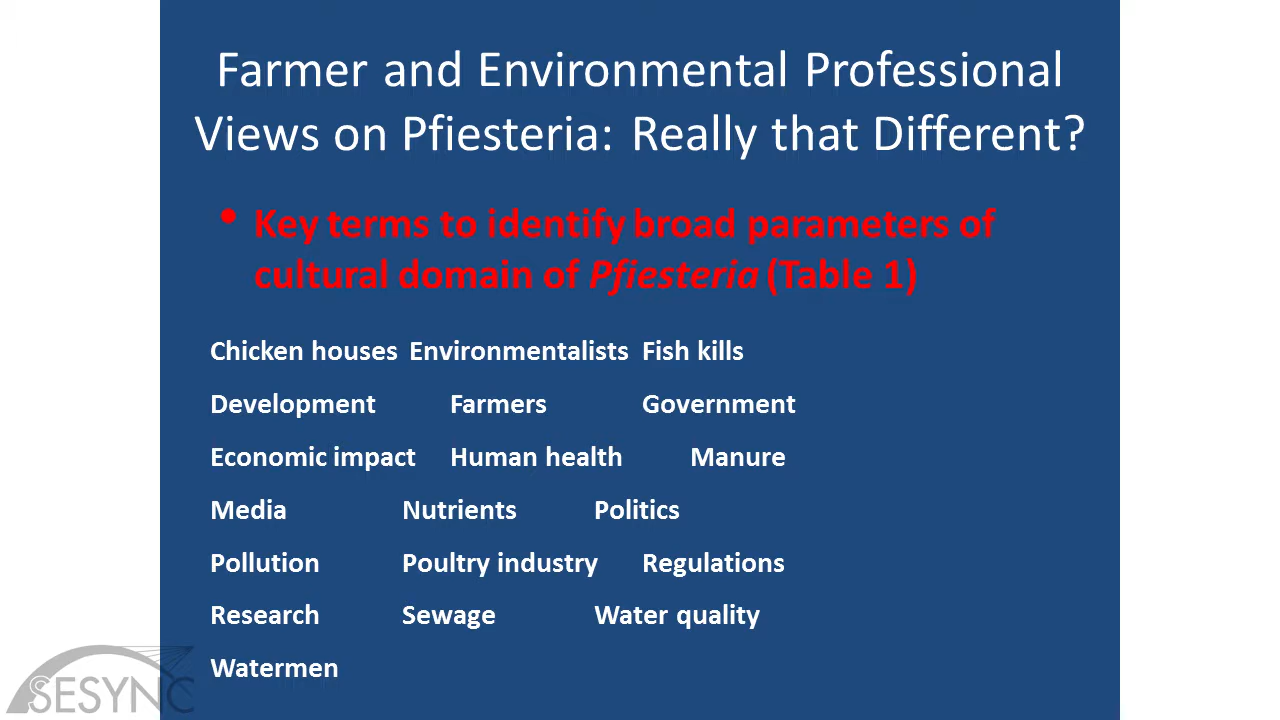 Farmer and Environmental Professional
Views on Pfiesteria: Really that Different?
• Key terms to identify broad parameters of
cultural domain of Pfiesteria (Table 1)
Chicken houses Environmentalists Fish kills
Development Farmers Government
Economic impact Human health Manure
Media Nutrients Politics
Pollution Poultry industry Regulations
Research Sewage Water quality
Watermen
SESYNC